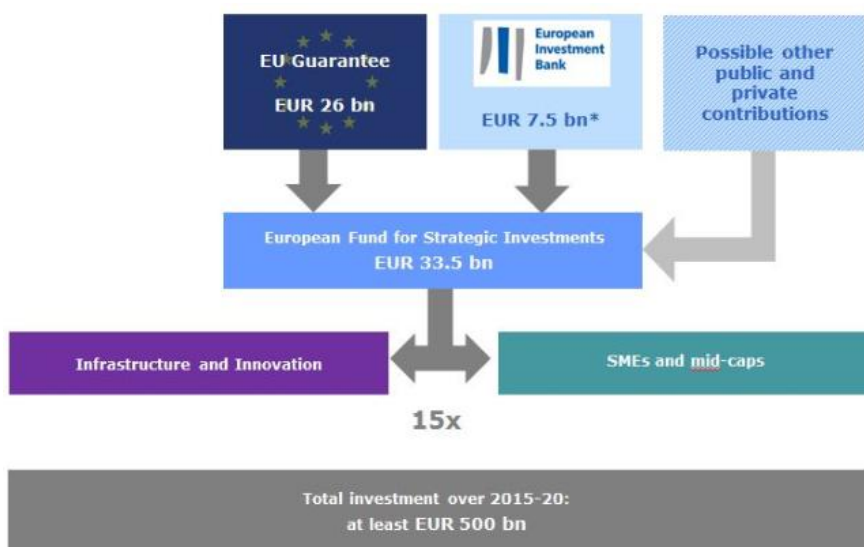 EU Guarantee
EUR 26 bn
European
Investment
Bank
EUR 7.5 bn*
Possible other
public and
private
contributions
European Fund for Strategic Investments
EUR 33.5 bn
Infrastructure and Innovation
SMEs and mid-caps
15x
Total investment over 2015-20:
at least EUR 500 bn